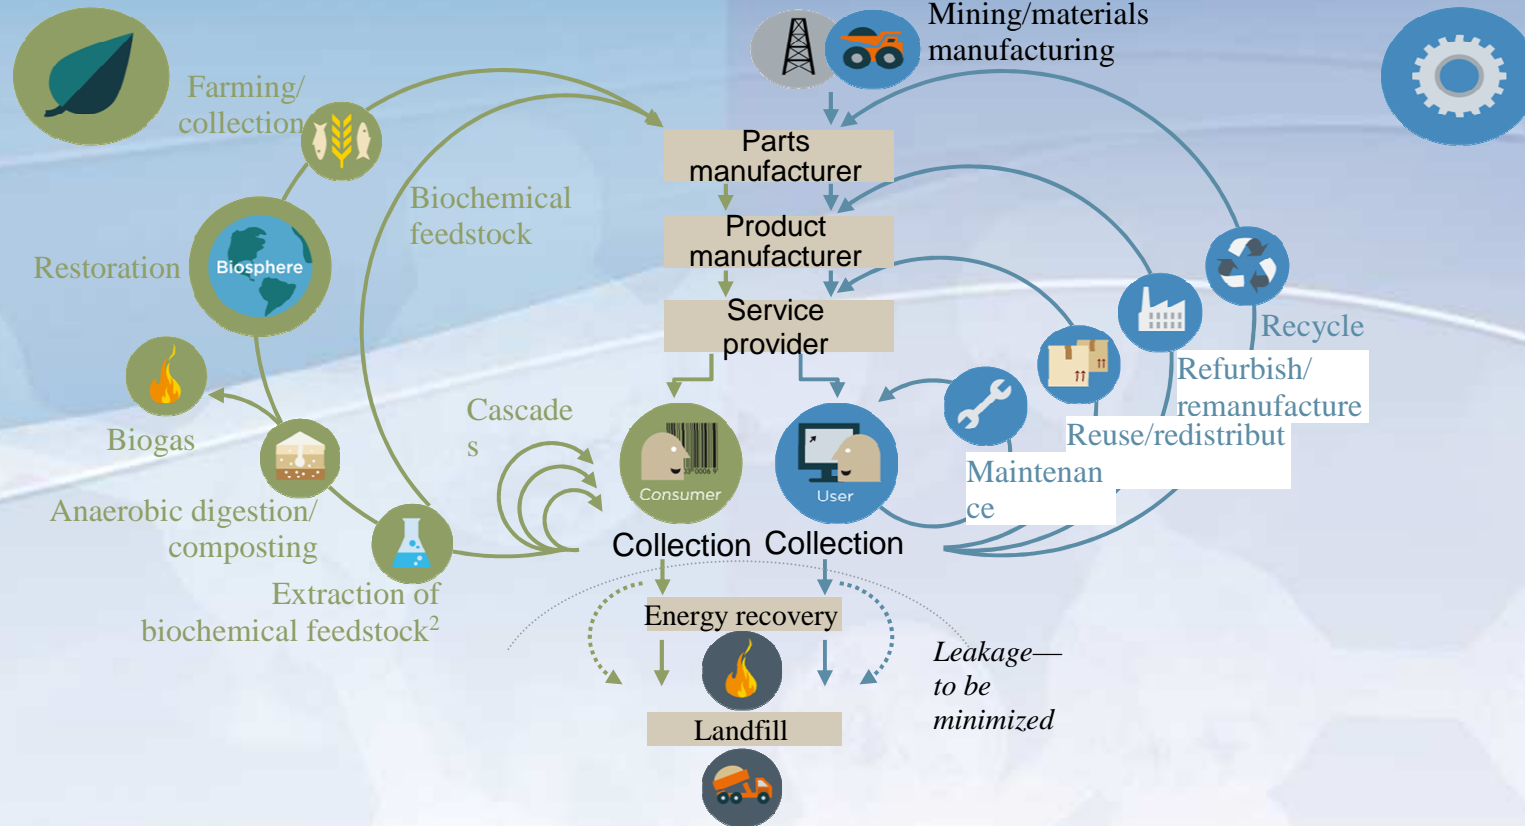 Mining/materials
manufacturing
Farming/
collection
Parts
manufacturer
Biochemical
feedstock
Product
manufacturer
Restoration
Biosphere
Service
provider
Recycle
Refurbish/
remanufacture
Reuse/redistribut
Maintenan
ce
Cascade
s
Biogas
Consumer
User
Anaerobic digestion/
composting
Collection
Collection
Extraction of
biochemical feedstock²
Energy recovery
Leakage—
to be
minimized
Landfill